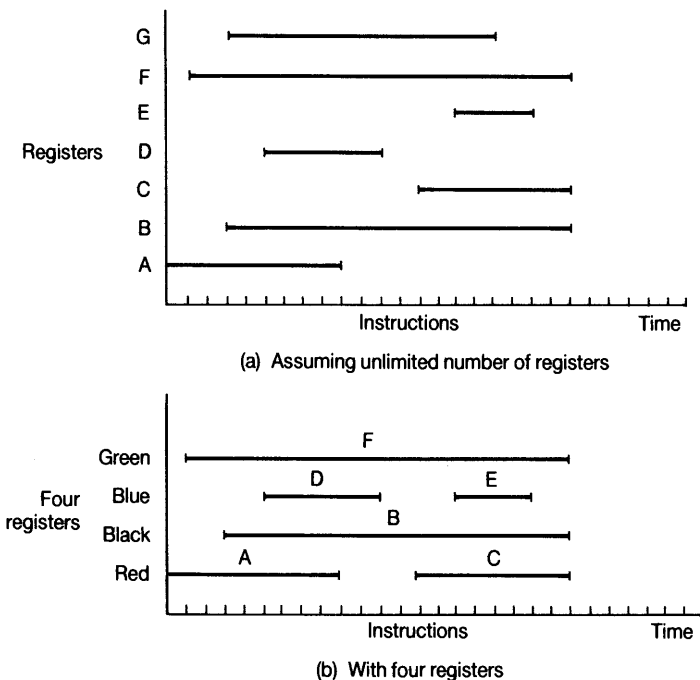 G
F
E
Registers D
C
B
A
Instructions Time
(a) Assuming unlimited number of registers
F
Green
D E
Four registers
Blue
B
Black
A C
Red
Instructions Time
(b) With four registers